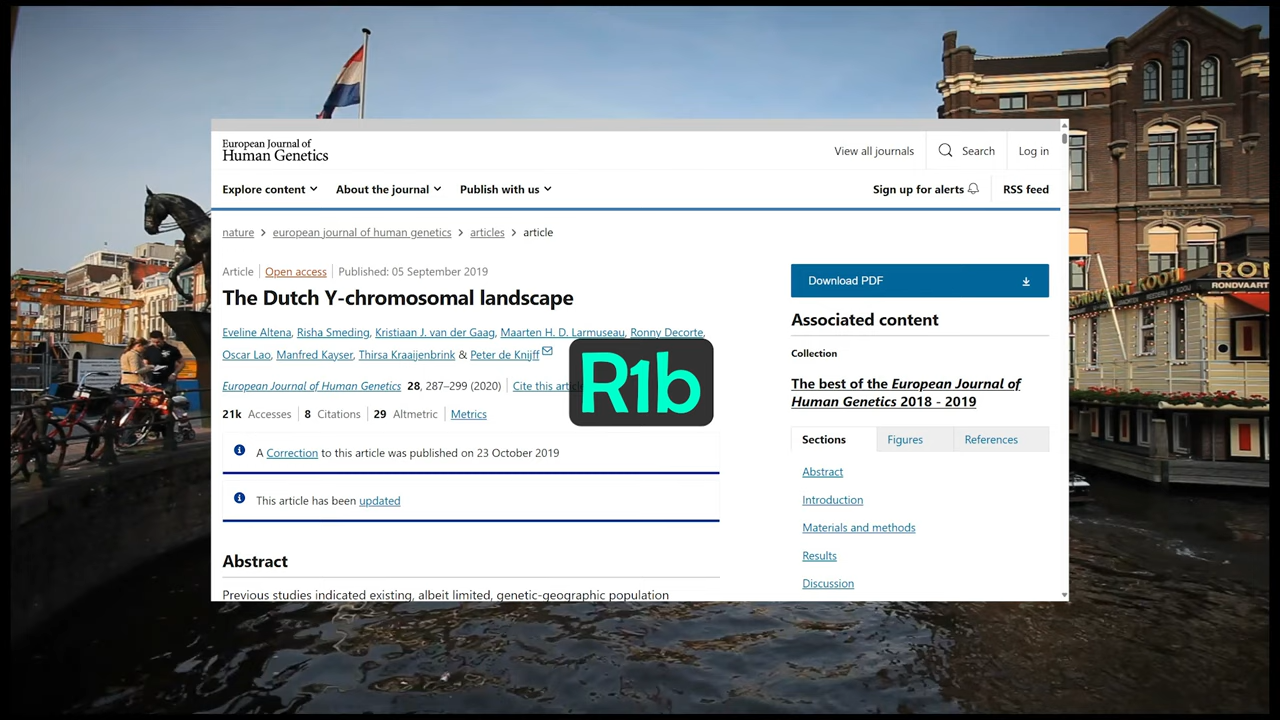 European Journal of
Human Genetics
View all journals
Search
Log in
Explore content
About the journal
Publish with us
Sign up for alerts
RSS feed
nature > european journal of human genetics > articles > article
Article
Open access
Published: 05 September 2019
The Dutch Y-chromosomal landscape
Eveline Altena, Risha Smeding, Kristiaan J. van der Gaag, Maarten H. D. Larmuseau, Ronny Decorte,
Oscar Lao, Manfred Kayser, Thirsa Kraaijenbrink & Peter de Knijff
European Journal of Human Genetics 28, 287–299 (2020)
Cite this
21k Accesses
8 Citations
29 Altmetric
Metrics
R1b
A Correction to this article was published on 23 October 2019
This article has been updated
Abstract
Previous studies indicated existing, albeit limited, genetic-geographic population
Download PDF
Associated content
Collection
The best of the European Journal of
Human Genetics 2018 - 2019
Sections
Figures
References
Abstract
Introduction
Materials and methods
Results
Discussion
RONDVAART